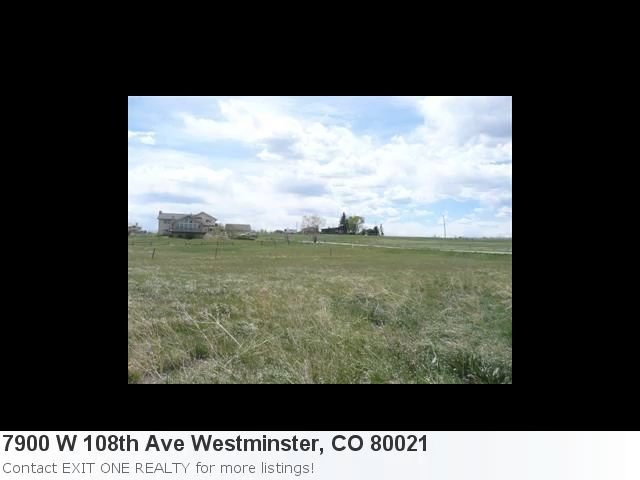 7900 W 108th Ave Westminster, CO 80021
Contact EXIT ONE REALTY for more listings!